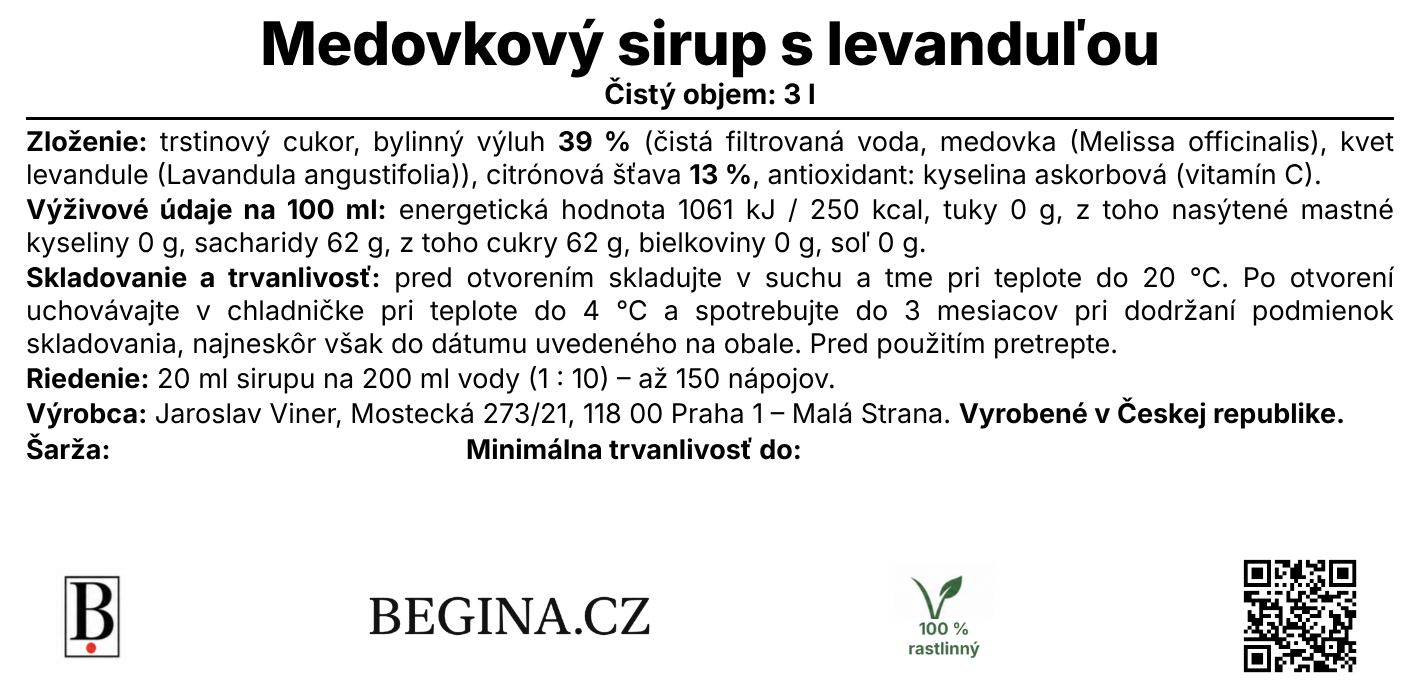 Medovkový sirup s levanduľou
Čistý objem: 3 l
Zloženie: trstinový cukor, bylinný výluh 39 % (čistá filtrovaná voda, medovka (Melissa officinalis), kvet
levandule (Lavandula angustifolia)), citrónová šťava 13 %, antioxidant: kyselina askorbová (vitamín C).
Výživové údaje na 100 ml: energetická hodnota 1061 kJ / 250 kcal, tuky 0 g, z toho nasýtené mastné
kyseliny 0 g, sacharidy 62 g, z toho cukry 62 g, bielkoviny 0 g, soľ 0 g.
Skladovanie a trvanlivosť: pred otvorením skladujte v suchu a tme pri teplote do 20 °C. Po otvorení
uchovávajte v chladničke pri teplote do 4 °C a spotrebujte do 3 mesiacov pri dodržaní podmienok
skladovania, najneskôr však do dátumu uvedeného na obale. Pred použitím pretrepte.
Riedenie: 20 ml sirupu na 200 ml vody (1 : 10) – až 150 nápojov.
Výrobca: Jaroslav Viner, Mostecká 273/21, 118 00 Praha 1 – Malá Strana. Vyrobené v Českej republike.
Šarža: Minimálna trvanlivosť do:
B
BEGINA.CZ
100 %
rastlinný